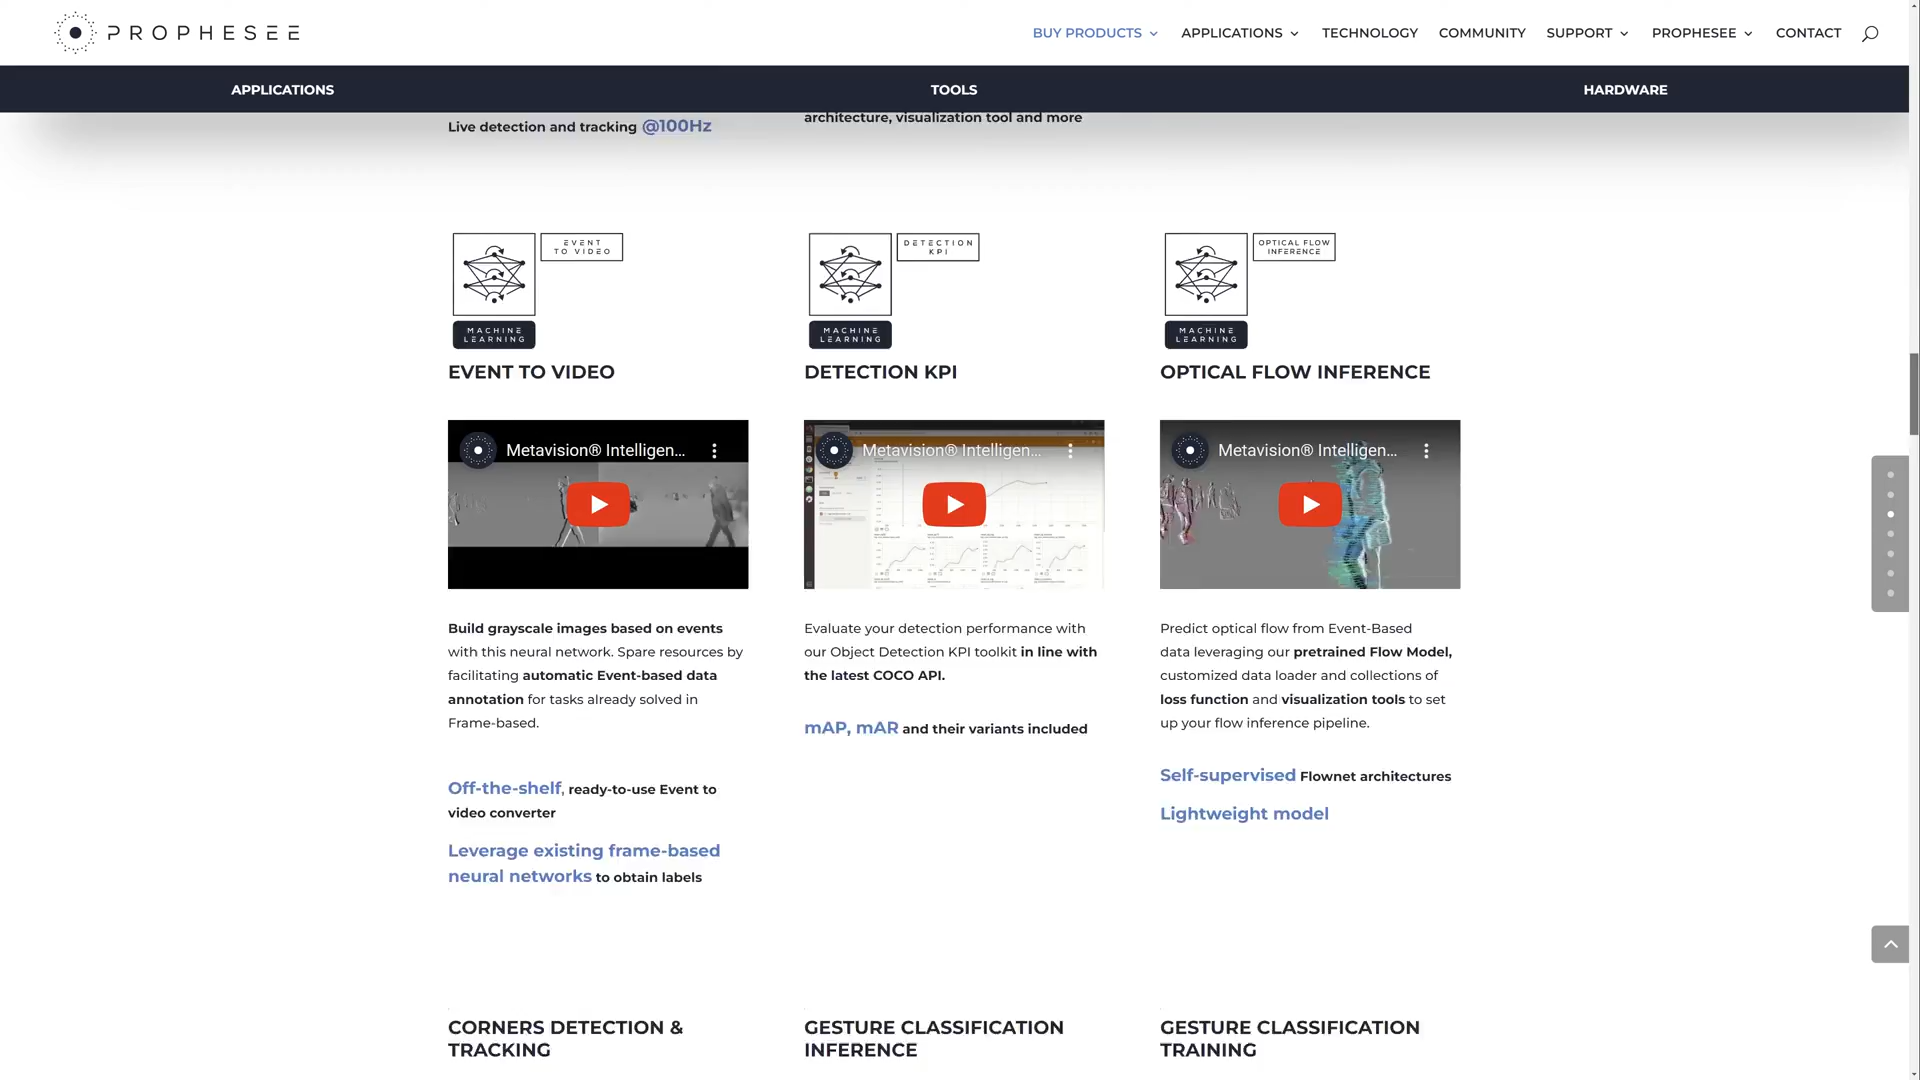 PROPHESEE
BUY PRODUCTS
APPLICATIONS
TECHNOLOGY
COMMUNITY
SUPPORT
PROPHESEE
CONTACT
APPLICATIONS
TOOLS
HARDWARE
Live detection and tracking @100Hz
architecture, visualization tool and more
EVENT
TO VIDEO
MACHINE
LEARNING
DETECTION
KPI
MACHINE
LEARNING
OPTICAL FLOW
INFERENCE
MACHINE
LEARNING
EVENT TO VIDEO
DETECTION KPI
OPTICAL FLOW INFERENCE
Metavision® Intelligen...
Metavision® Intelligen...
Metavision® Intelligen...
Build grayscale images based on events
with this neural network. Spare resources by
facilitating automatic Event-based data
annotation for tasks already solved in
Frame-based.
Off-the-shelf, ready-to-use Event to
video converter
Leverage existing frame-based
neural networks to obtain labels
Evaluate your detection performance with
our Object Detection KPI toolkit in line with
the latest COCO API.
mAP, mAR and their variants included
Predict optical flow from Event-Based
data leveraging our pretrained Flow Model,
customized data loader and collections of
loss function and visualization tools to set
up your flow inference pipeline.
Self-supervised Flownet architectures
Lightweight model
CORNERS DETECTION &
TRACKING
GESTURE CLASSIFICATION
INFERENCE
GESTURE CLASSIFICATION
TRAINING